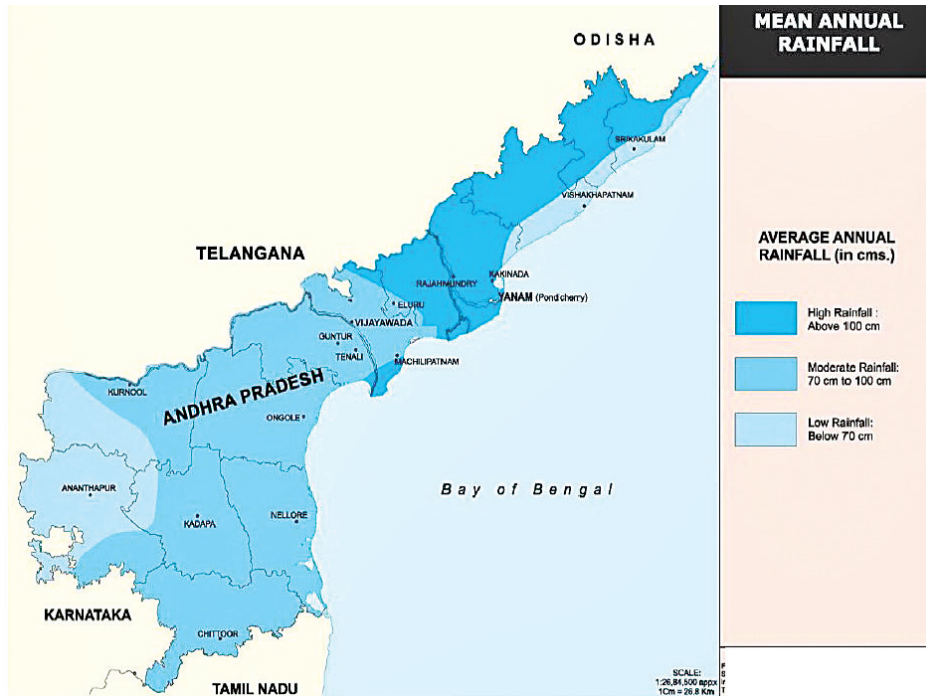 MEAN ANNUAL
RAINFALL
ODISHA
SRIKAKULAM
VISHAKHAPATNAM
TELANGANA
RAJAHMUNDRY
KAKINADA
YANAM (Pondcherry)
ELURU
VIJAYAWADA
GUNTUR
TENALI
MACHILIPATNAM
KURNOOL
ANDHRA PRADESH
ONGOLE
ANANTHAPUR
KADAPA
NELLORE
Bay of Bengal
KARNATAKA
CHITTOOR
TAMIL NADU
SCALE:
1:26,84,500 appx
1Cm = 26.8 Km
AVERAGE ANNUAL
RAINFALL (in cms.)
High Rainfall :
Above 100 cm
Moderate Rainfall:
70 cm to 100 cm
Low Rainfall:
Below 70 cm